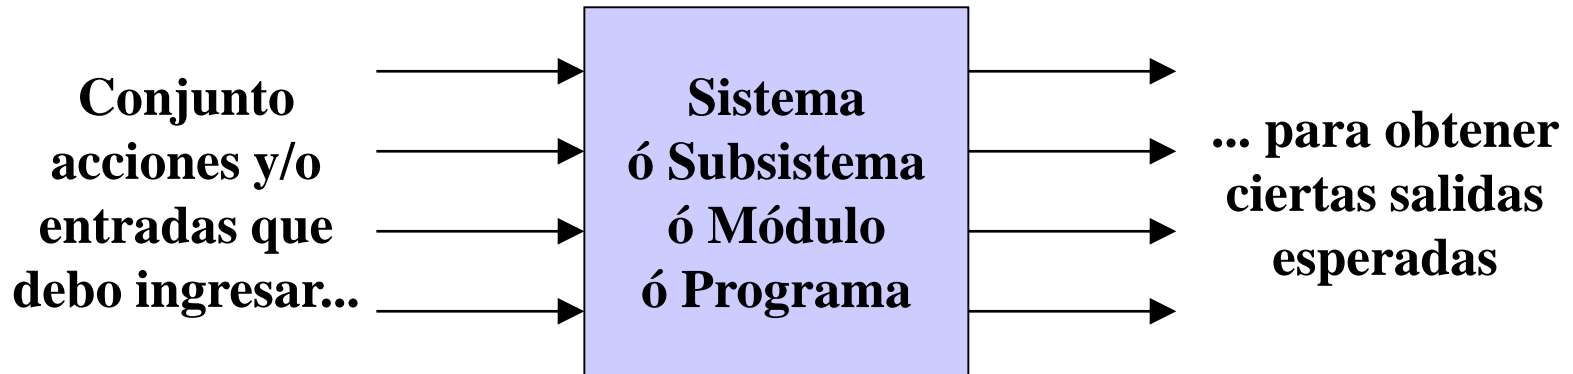 Conjunto
acciones y/o
entradas que
debo ingresar...
Sistema
ó Subsistema
ó Módulo
ó Programa
... para obtener
ciertas salidas
esperadas